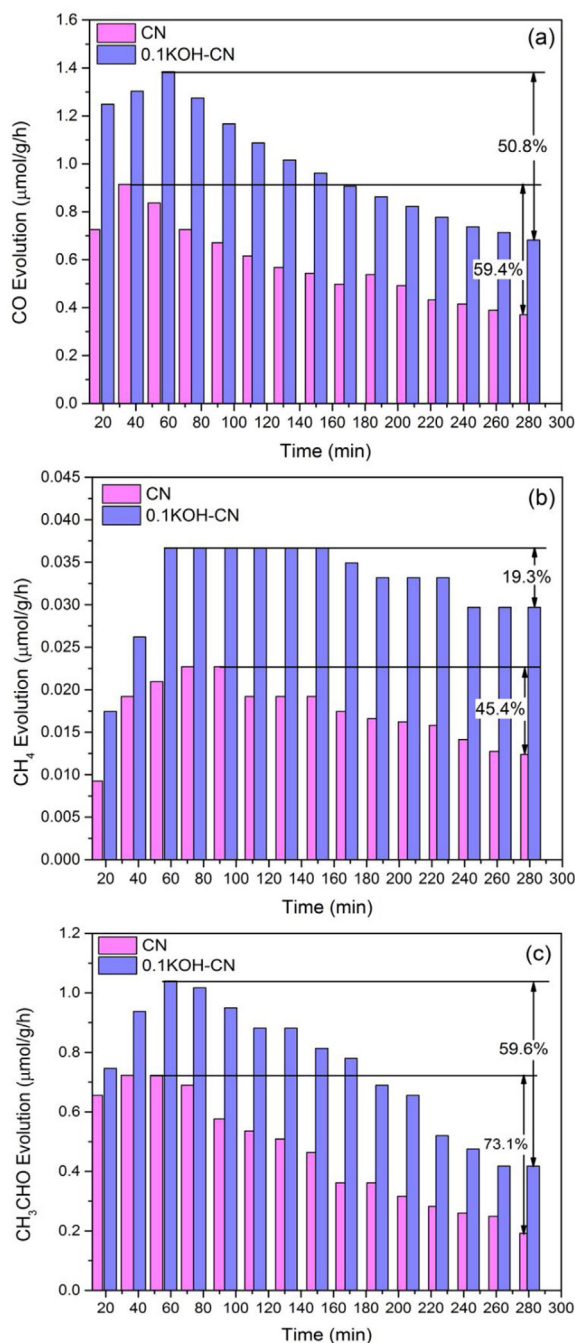 CN
0.1KOH-CN
(a)
1.6
1.4
1.2
1.0
0.8
0.6
0.4
0.2
0.0
CO Evolution (μmol/g/h)
50.8%
59.4%
20 40 60 80 100 120 140 160 180 200 220 240 260 280 300
Time (min)
CN
0.1KOH-CN
(b)
0.045
0.040
0.035
0.030
0.025
0.020
0.015
0.010
0.005
0.000
CH₄ Evolution (μmol/g/h)
19.3%
45.4%
20 40 60 80 100 120 140 160 180 200 220 240 260 280 300
Time (min)
CN
0.1KOH-CN
(c)
1.2
1.0
0.8
0.6
0.4
0.2
0.0
CH₃CHO Evolution (μmol/g/h)
59.6%
73.1%
20 40 60 80 100 120 140 160 180 200 220 240 260 280 300
Time (min)